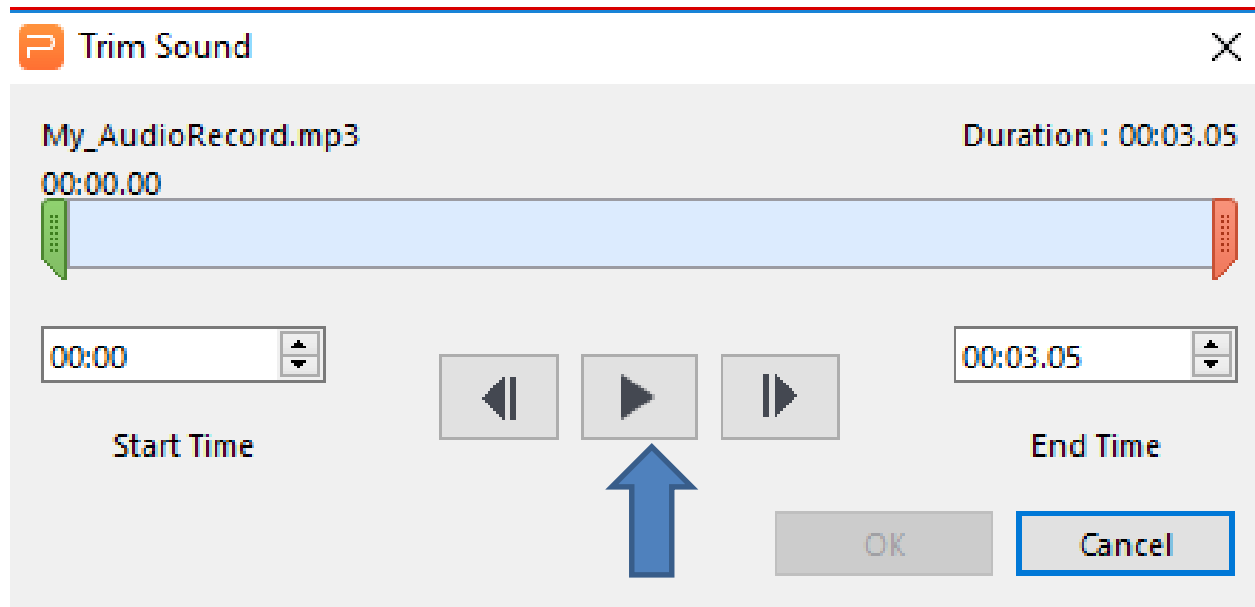 Trim Sound
My_AudioRecord.mp3
Duration : 00:03.05
00:00.00
00:00
00:03.05
Start Time
End Time
OK
Cancel